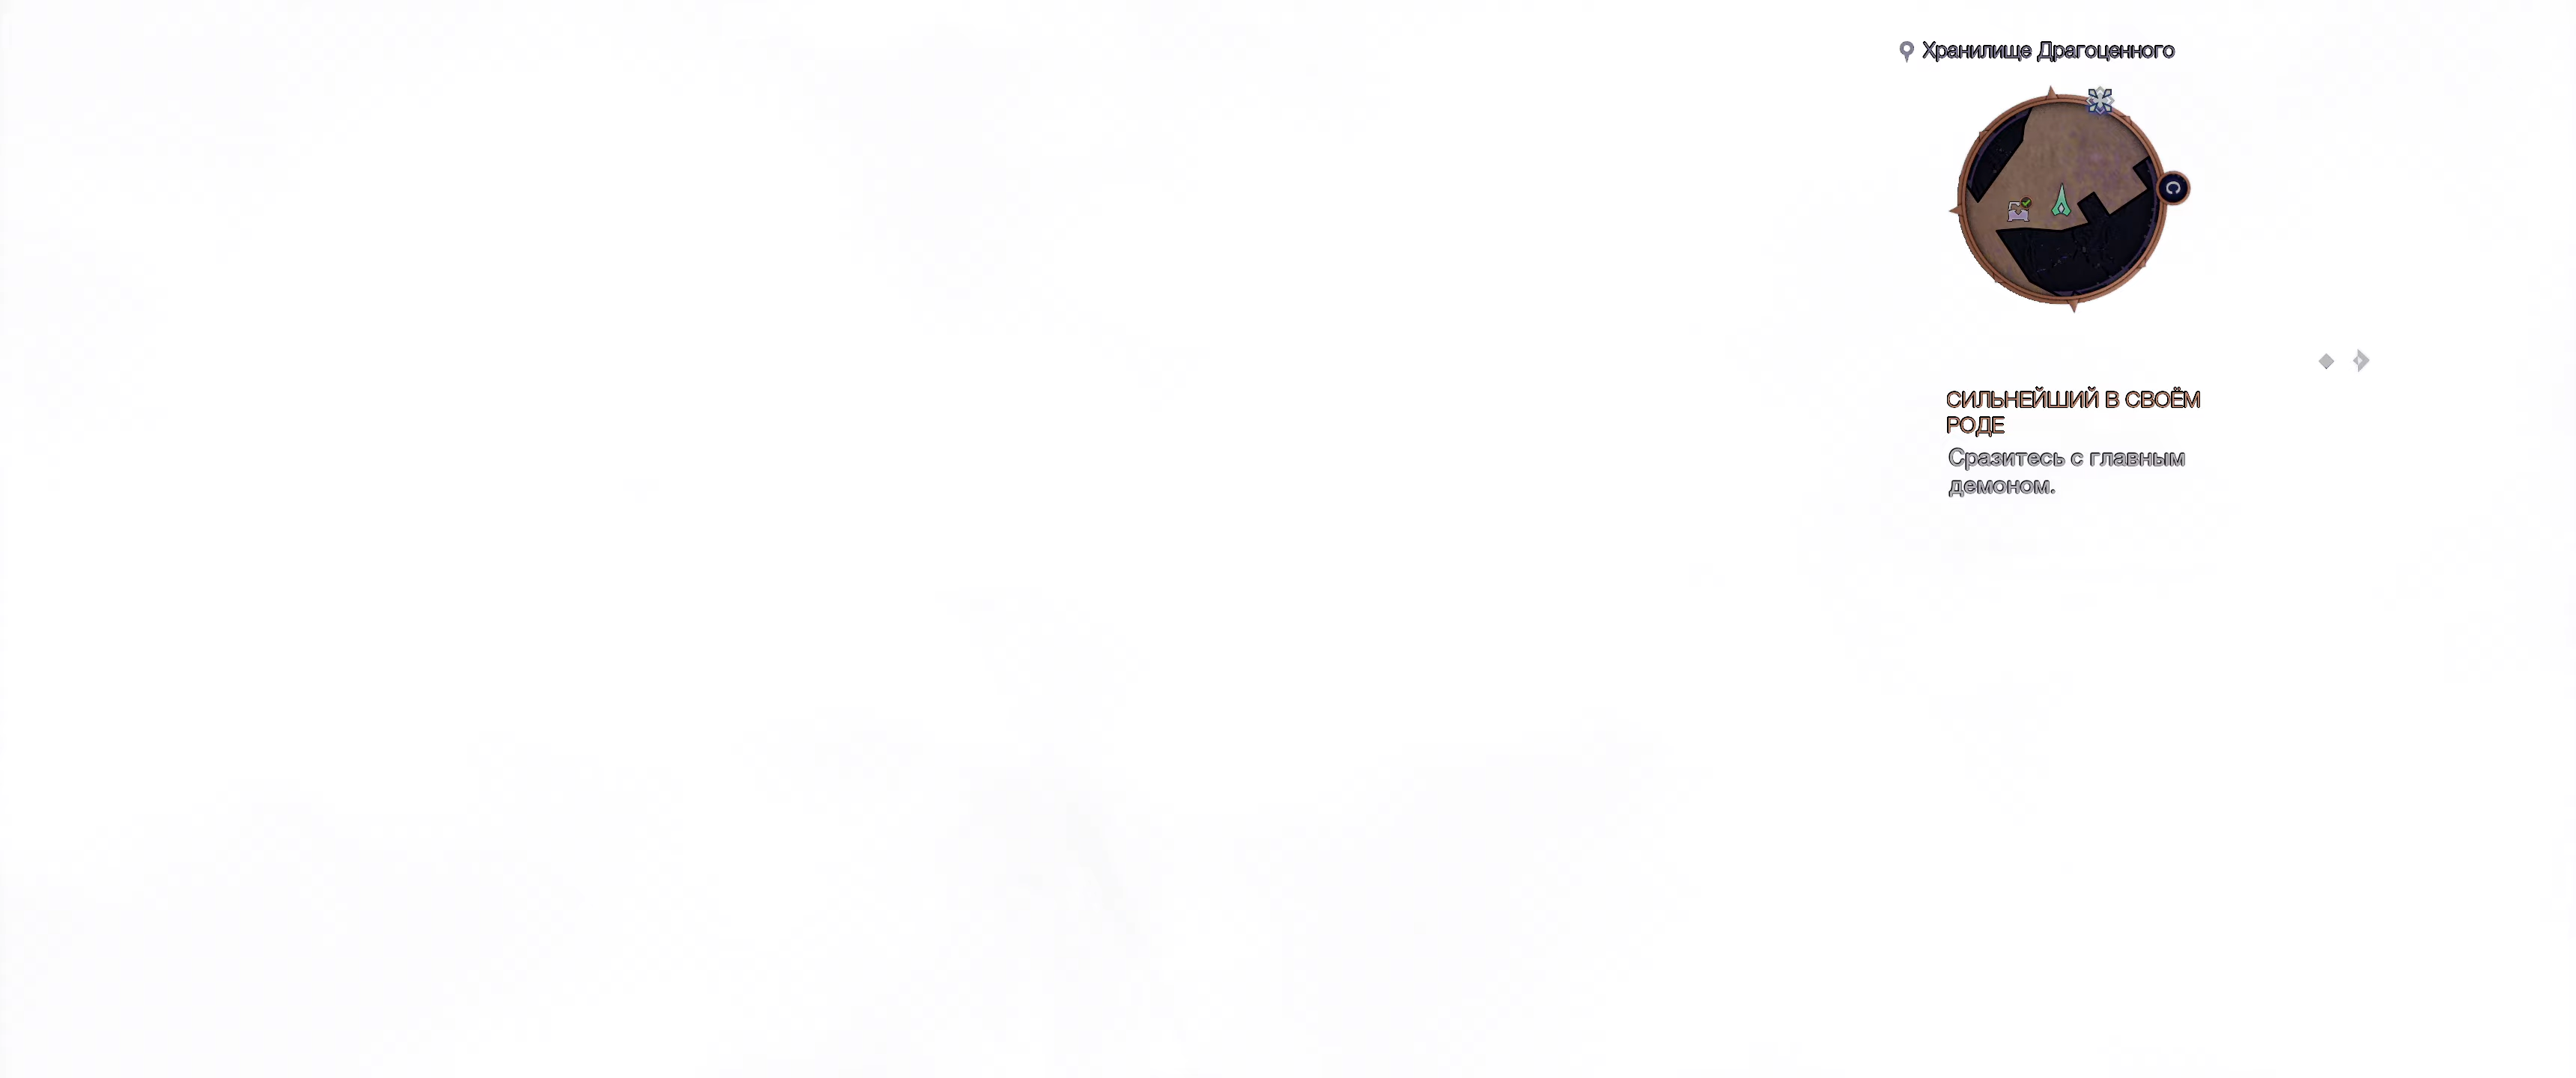 Хранилище Драгоценного
С
СИЛЬНЕЙШИЙ В СВОЁМ
РОДЕ
Сразитесь с главным
демоном.